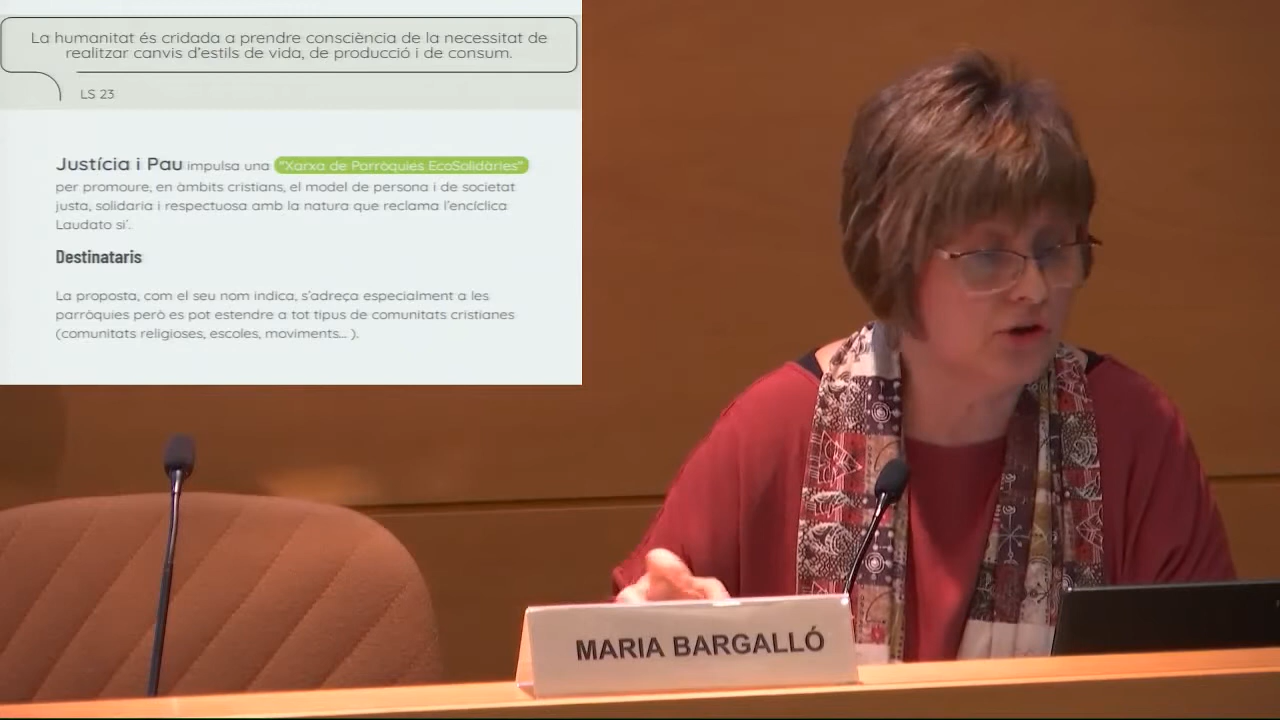 La humanitat és cridada a prendre consciència de la necessitat de
realitzar canvis d'estils de vida, de producció i de consum.
LS 23
Justícia i Pau impulsa una "Xarxa de Parròquies EcoSolidàries"
per promoure, en àmbits cristians, el model de persona i de societat
justa, solidaria i respectuosa amb la natura que reclama l'encíclica
Laudato si'.
Destinataris
La proposta, com el seu nom indica, s'adreça especialment a les
parròquies però es pot estendre a tot tipus de comunitats cristianes
(comunitats religioses, escoles, moviments... ).
MARIA BARGALLÓ